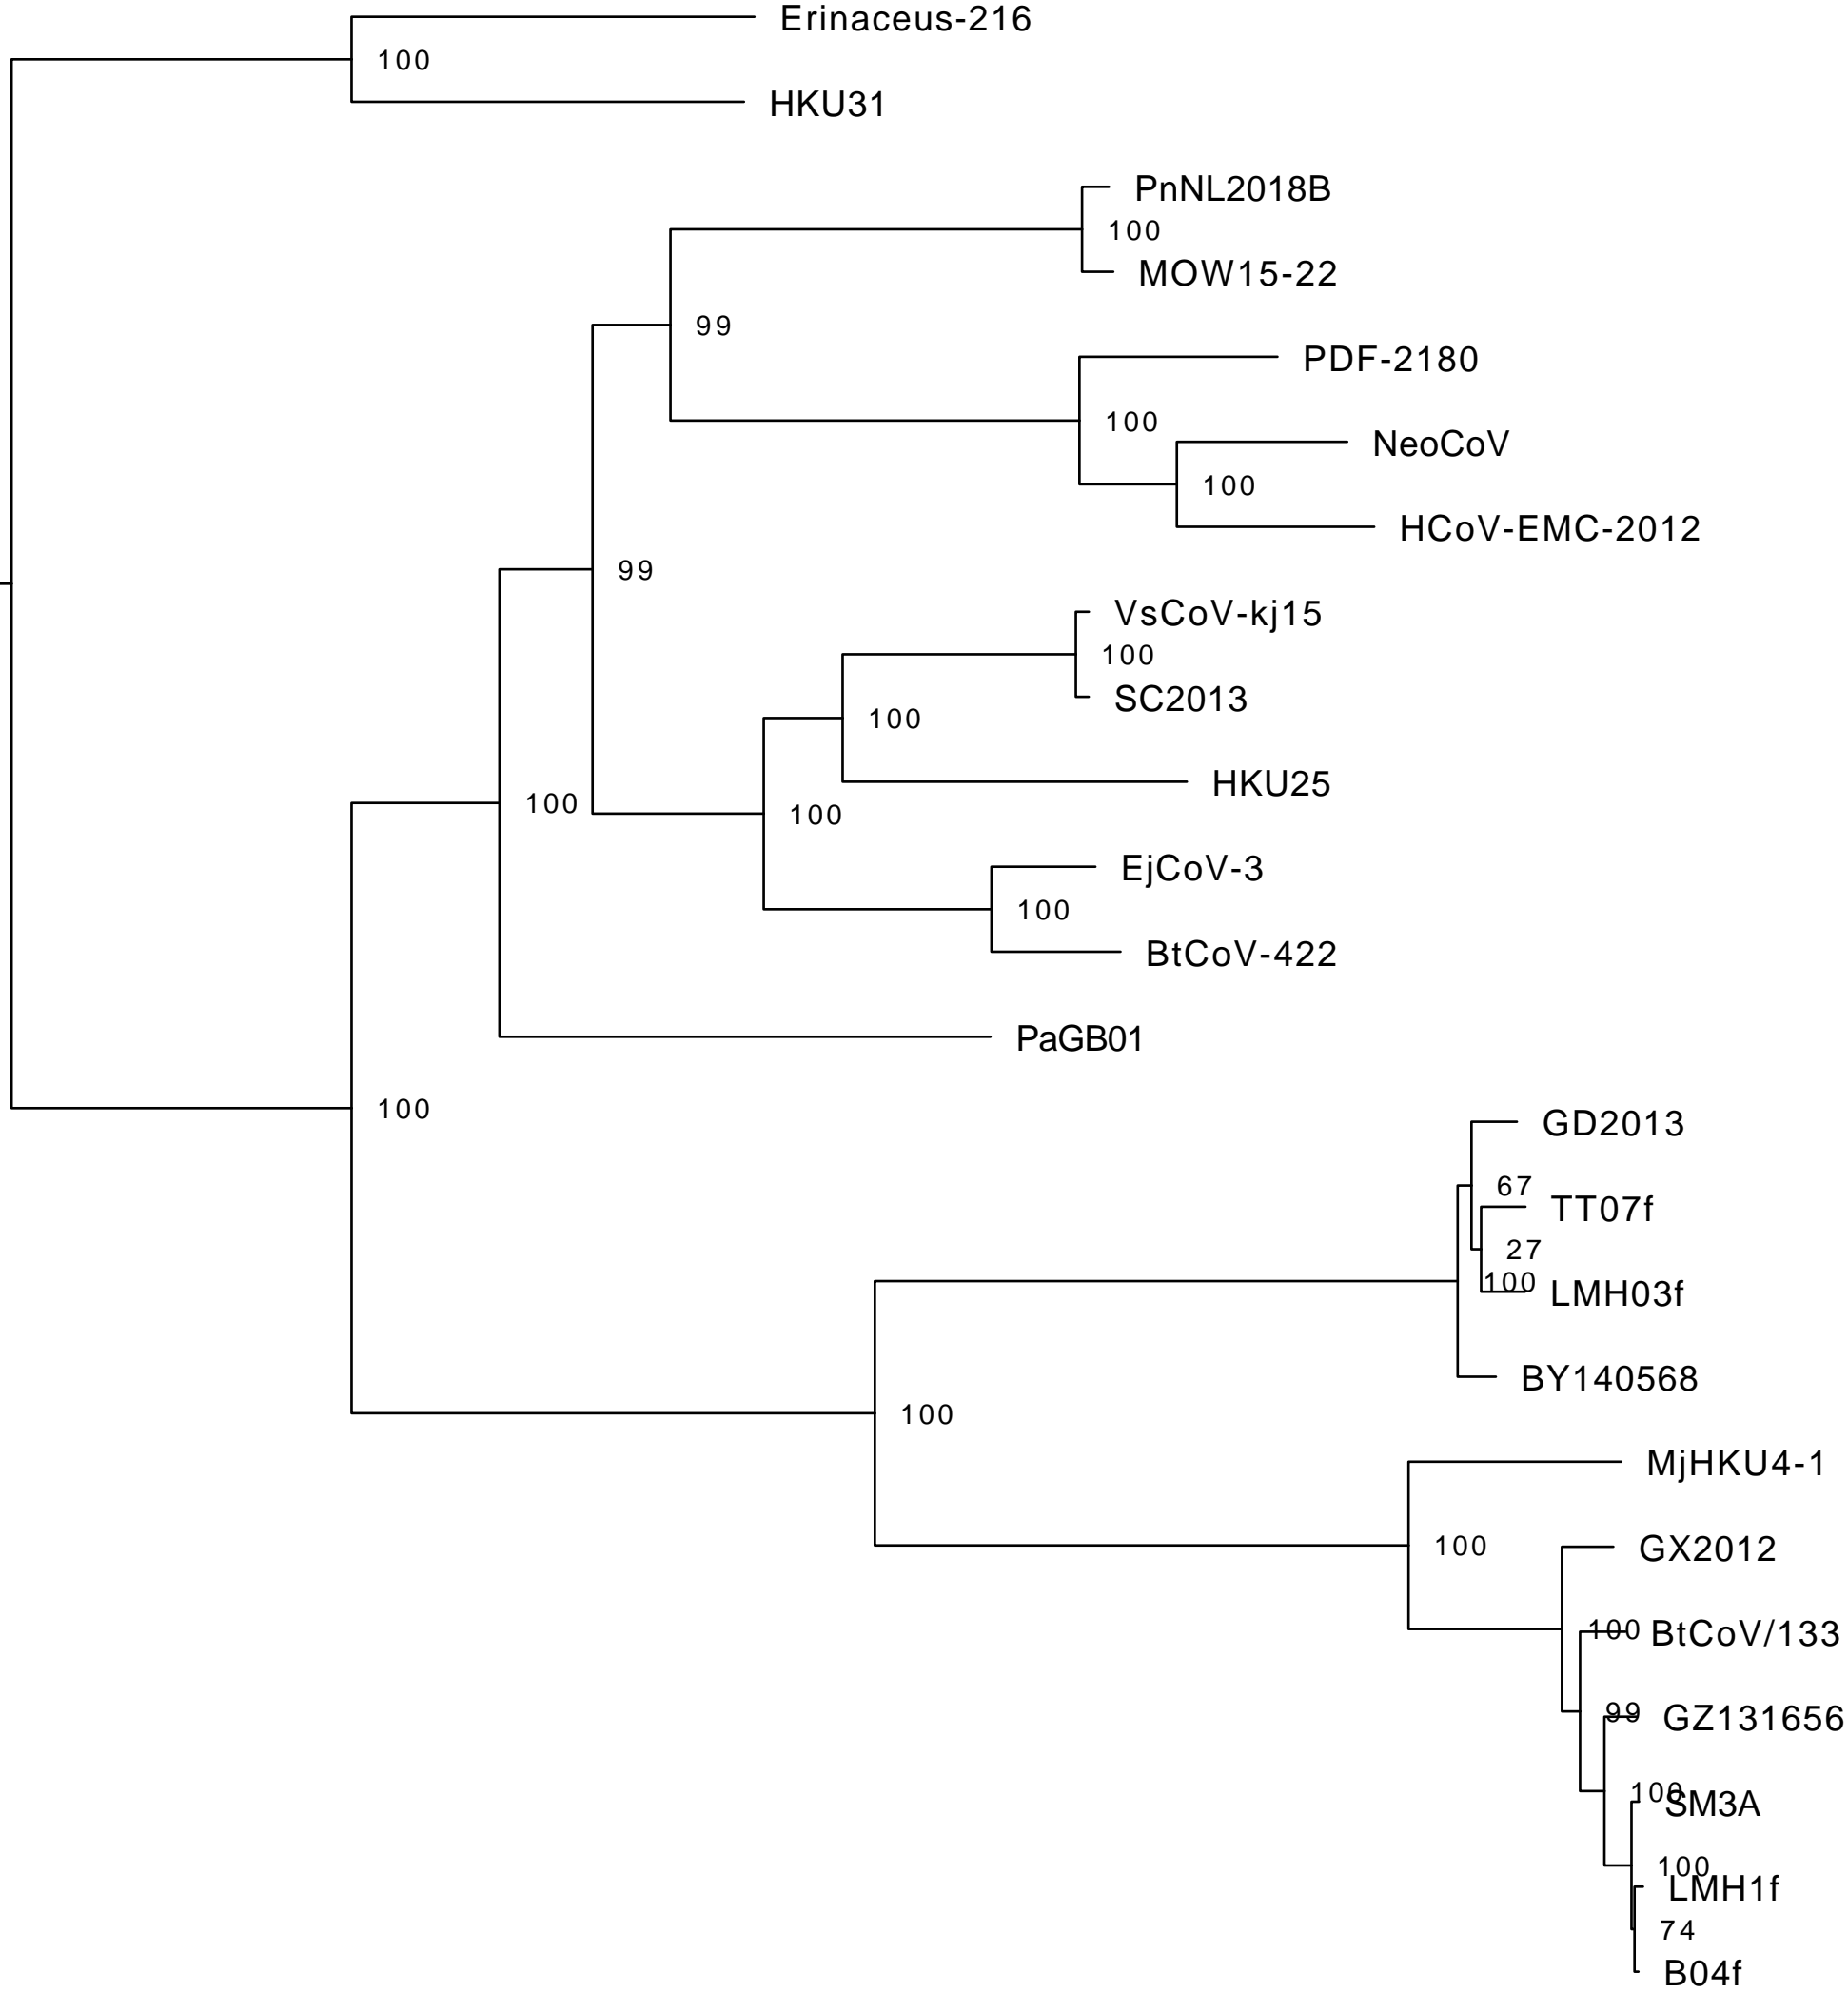 Erinaceus-216
100
HKU31
PnNL2018B
100
MOW15-22
99
PDF-2180
100
NeoCoV
100
HCoV-EMC-2012
99
VsCoV-kj15
100
SC2013
100
HKU25
100
100
EjCoV-3
100
BtCoV-422
PaGB01
100
GD2013
67
TT07f
27
100
LMH03f
BY140568
100
MjHKU4-1
100
GX2012
100
BtCoV/133
99
GZ131656
100
SM3A
100
LMH1f
74
B04f